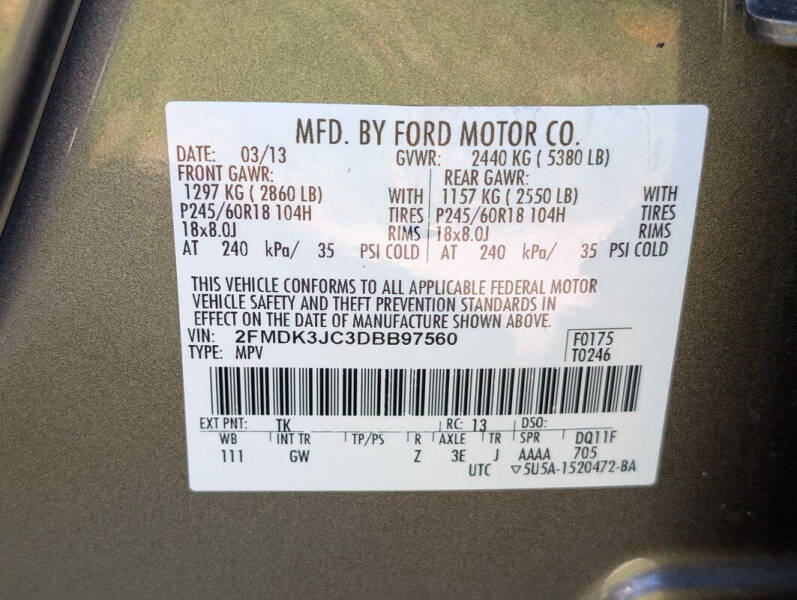 MFD. BY FORD MOTOR CO.
DATE: 03/13 GVWR: 2440 KG ( 5380 LB)
FRONT GAWR: REAR GAWR:
1297 KG ( 2860 LB) WITH 1157 KG ( 2550 LB) WITH
P245/60R18 104H TIRES P245/60R18 104H TIRES
18x8.0J RIMS 18x8.0J RIMS
AT 240 kPa/ 35 PSI COLD AT 240 kPa/ 35 PSI COLD
THIS VEHICLE CONFORMS TO ALL APPLICABLE FEDERAL MOTOR
VEHICLE SAFETY AND THEFT PREVENTION STANDARDS IN
EFFECT ON THE DATE OF MANUFACTURE SHOWN ABOVE.
VIN: 2FMDK3JC3DBB97560 F0175
TYPE: MPV T0246
EXT PNT: TK RC: 13 DSO:
WB INT TR TP/PS R AXLE TR SPR DQ11F
111 GW Z 3E J AAAA 705
UTC ▽5U5A-1520472-BA